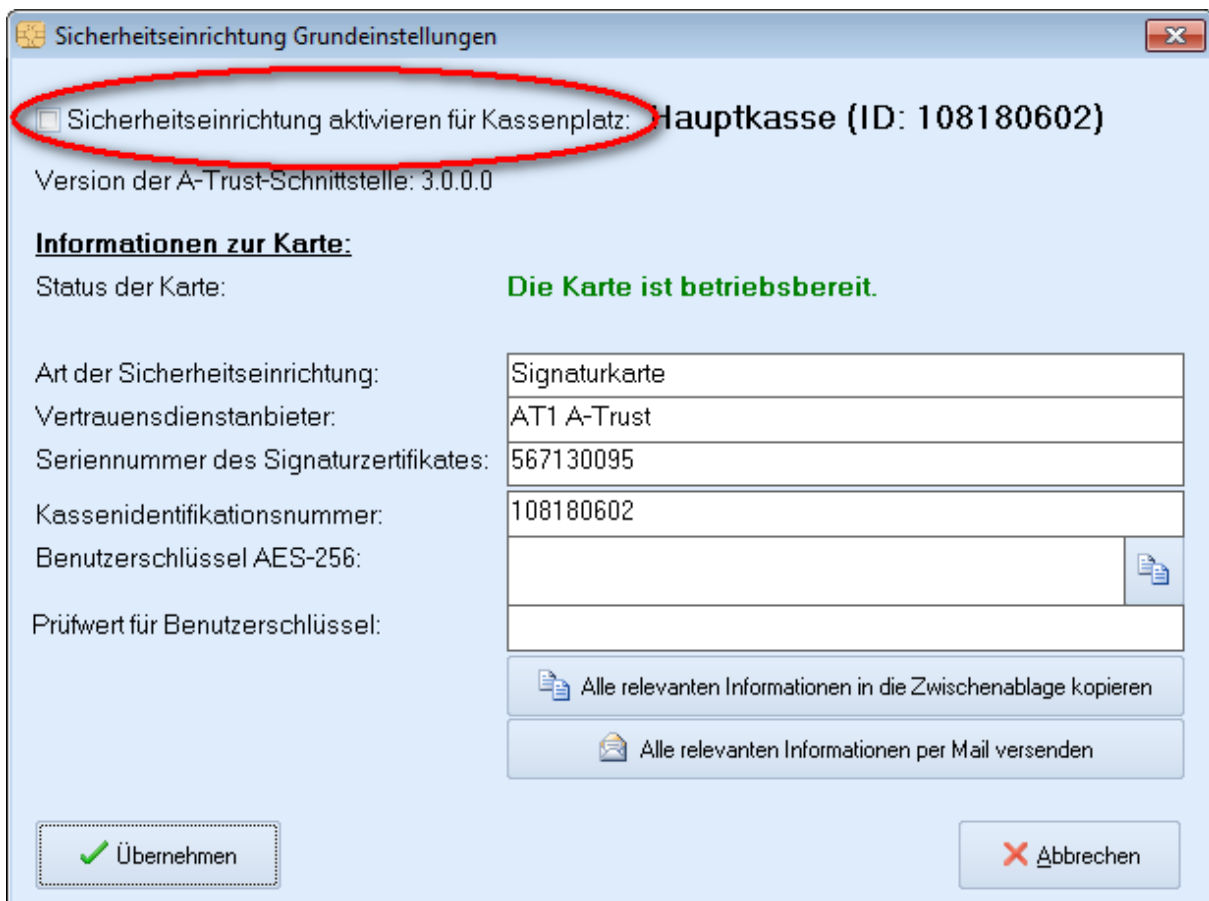 Sicherheitseinrichtung Grundeinstellungen
Sicherheitseinrichtung aktivieren für Kassenplatz: Hauptkasse (ID: 108180602)
Version der A-Trust-Schnittstelle: 3.0.0.0
Informationen zur Karte:
Status der Karte: Die Karte ist betriebsbereit.
Art der Sicherheitseinrichtung: Signaturkarte
Vertrauensdienstanbieter: AT1 A-Trust
Seriennummer des Signaturzertifikates: 567130095
Kassenidentifikationsnummer: 108180602
Benutzerschlüssel AES-256:
Prüfwert für Benutzerschlüssel:
Alle relevanten Informationen in die Zwischenablage kopieren
Alle relevanten Informationen per Mail versenden
Übernehmen Abbrechen